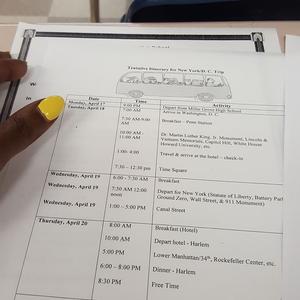 Tentative Itinerary for New York/D. C. Trip
Date Time Activity
Monday, April 17 9:00 PM Depart from Miller Grove High School
Tuesday, April 18 7:00 AM Arrive in Washington, D. C.
7:30 AM-9:00 AM Breakfast – Penn Station
10:00 AM - 11:00 AM Dr. Martin Luther King, Jr. Monument, Lincoln &
Vietnam Memorials, Capitol Hill, White House
Howard University, etc.
1:00- 4:00 Travel & arrive at the hotel – check-in
7:30 – 12:30 pm Time Square
Wednesday, April 19 6:00 - 7:30 AM Breakfast
Wednesday, April 19 7:30 AM 12:00 noon Depart for New York (Statue of Liberty, Battery Park
Ground Zero, Wall Street, & 911 Monument)
Wednesday, April 19 1:00 – 5:00 PM Canal Street
Thursday, April 20 8:00 AM Breakfast (Hotel)
10:00 AM Depart hotel - Harlem
5:00 PM Lower Manhattan/34th, Rockefeller Center, etc.
6:00 – 8:00 PM Dinner - Harlem
8:30 PM Free Time